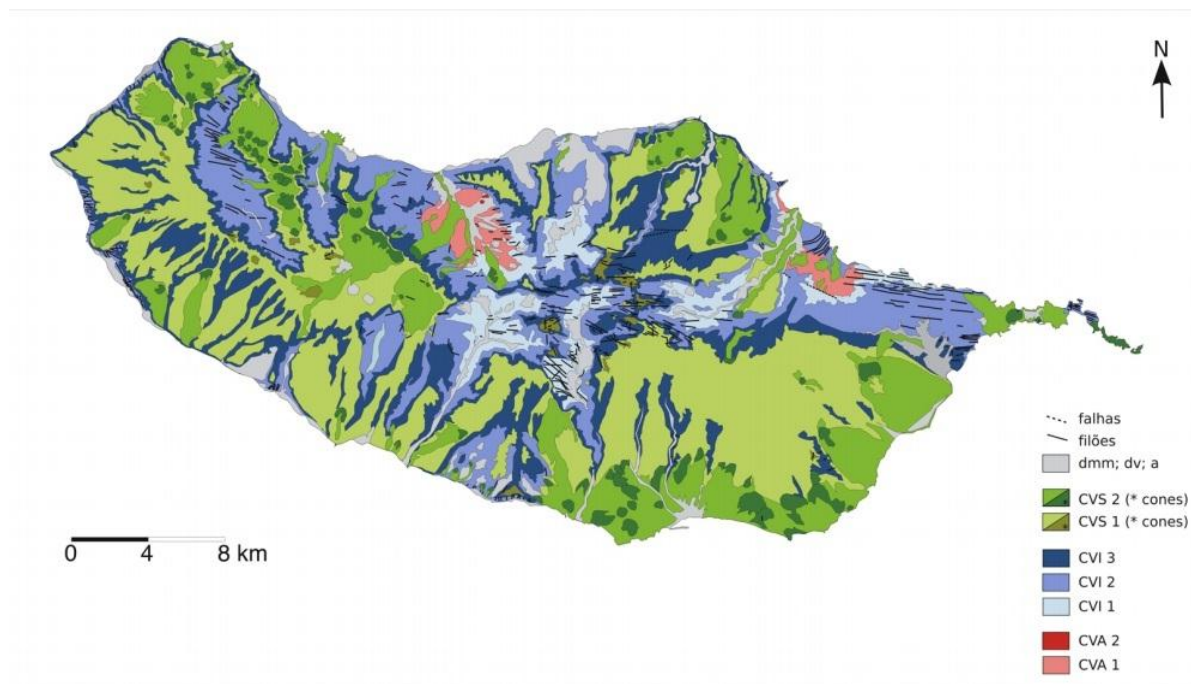 N
falhas
filões
dmm; dv; a
CVS 2 (* cones)
CVS 1 (* cones)
0 4 8 km
CVI 3
CVI 2
CVI 1
CVA 2
CVA 1